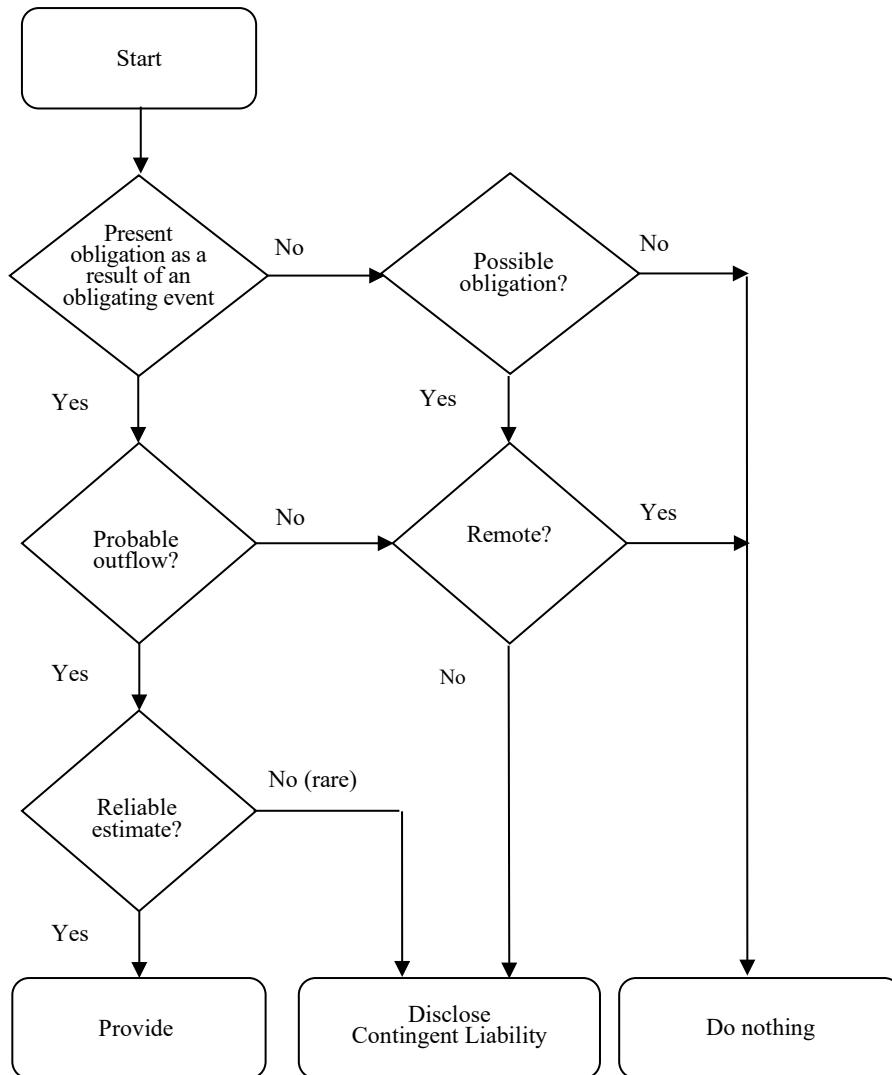 Start
Present
obligation as a
result of an
obligating event
No
Possible
obligation?
No
Yes
Yes
Probable
outflow?
No
Remote?
Yes
Yes
No
Reliable
estimate?
No (rare)
Yes
Provide
Disclose
Contingent Liability
Do nothing